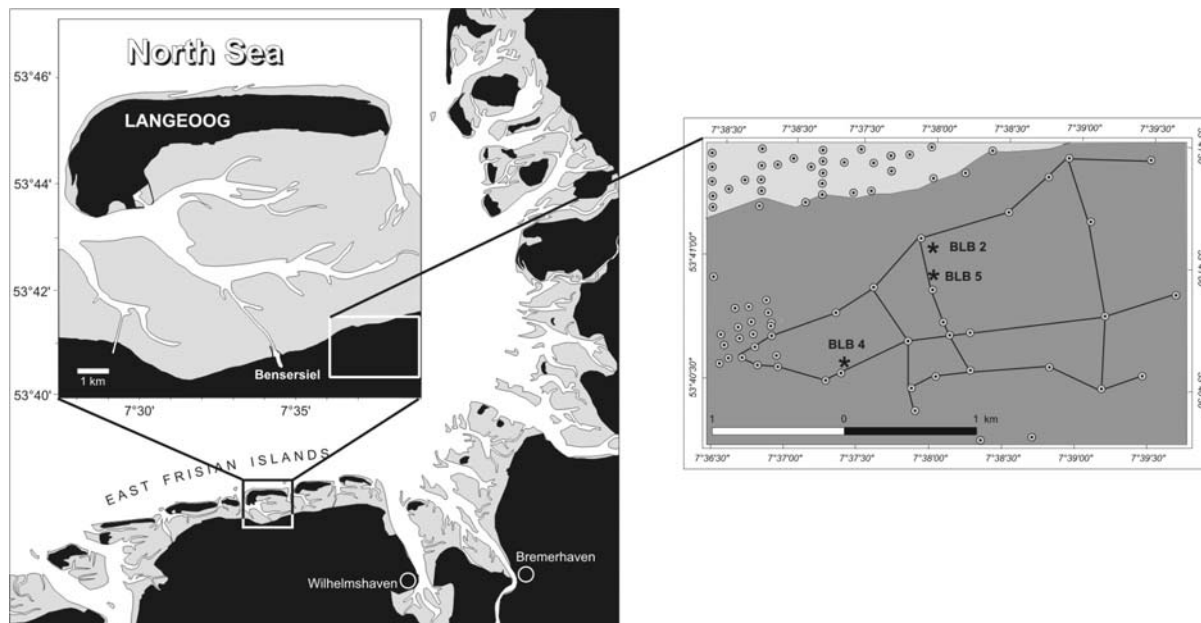 North Sea
53°46'
LANGEOOG
53°44'
53°42'
Bensersiel
1 km
53°40'
7°30'
7°35'
EAST FRISIAN ISLANDS
Wilhelmshaven
Bremerhaven
7°38'30" 7°38'30" 7°37'30" 7°38'00" 7°38'30" 7°39'00" 7°39'30"
53°41'00"
BLB 2
BLB 5
BLB 4
53°40'30"
1 0 1 km
7°36'30" 7°37'00" 7°37'30" 7°38'00" 7°38'30" 7°39'00" 7°39'30"